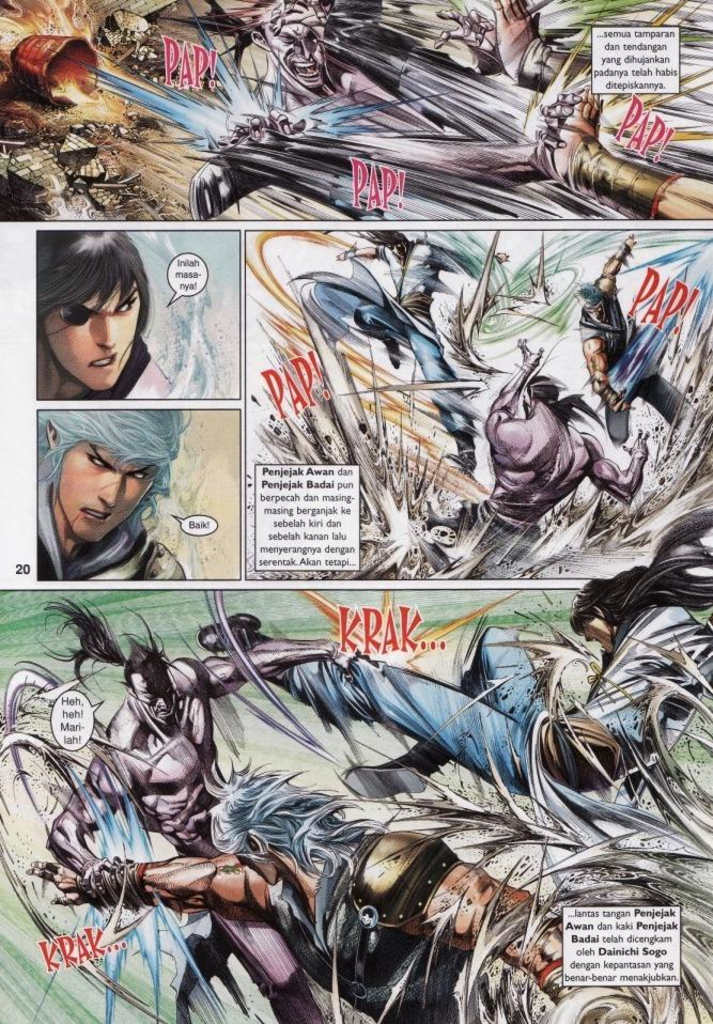 PAP!
...semua tamparan
dan tendangan
yang dihujankan
padanya telah habis
ditepiskannya.
PAP!
PAP!
Inilah
masa-
nya!
PAP!
PAP!
Baik!
Penjejak Awan dan
Penjejak Badai pun
berpecah dan masing-
masing berganjak ke
sebelah kiri dan
sebelah kanan lalu
menyerangnya dengan
serentak. Akan tetapi...
20
KRAK...
Heh,
heh!
Mari-
lah!
KRAK...
...lantas tangan Penjejak
Awan dan kaki Penjejak
Badai telah dicengkam
oleh Dainichi Sogo
dengan kepantasan yang
benar-benar menakjubkan.